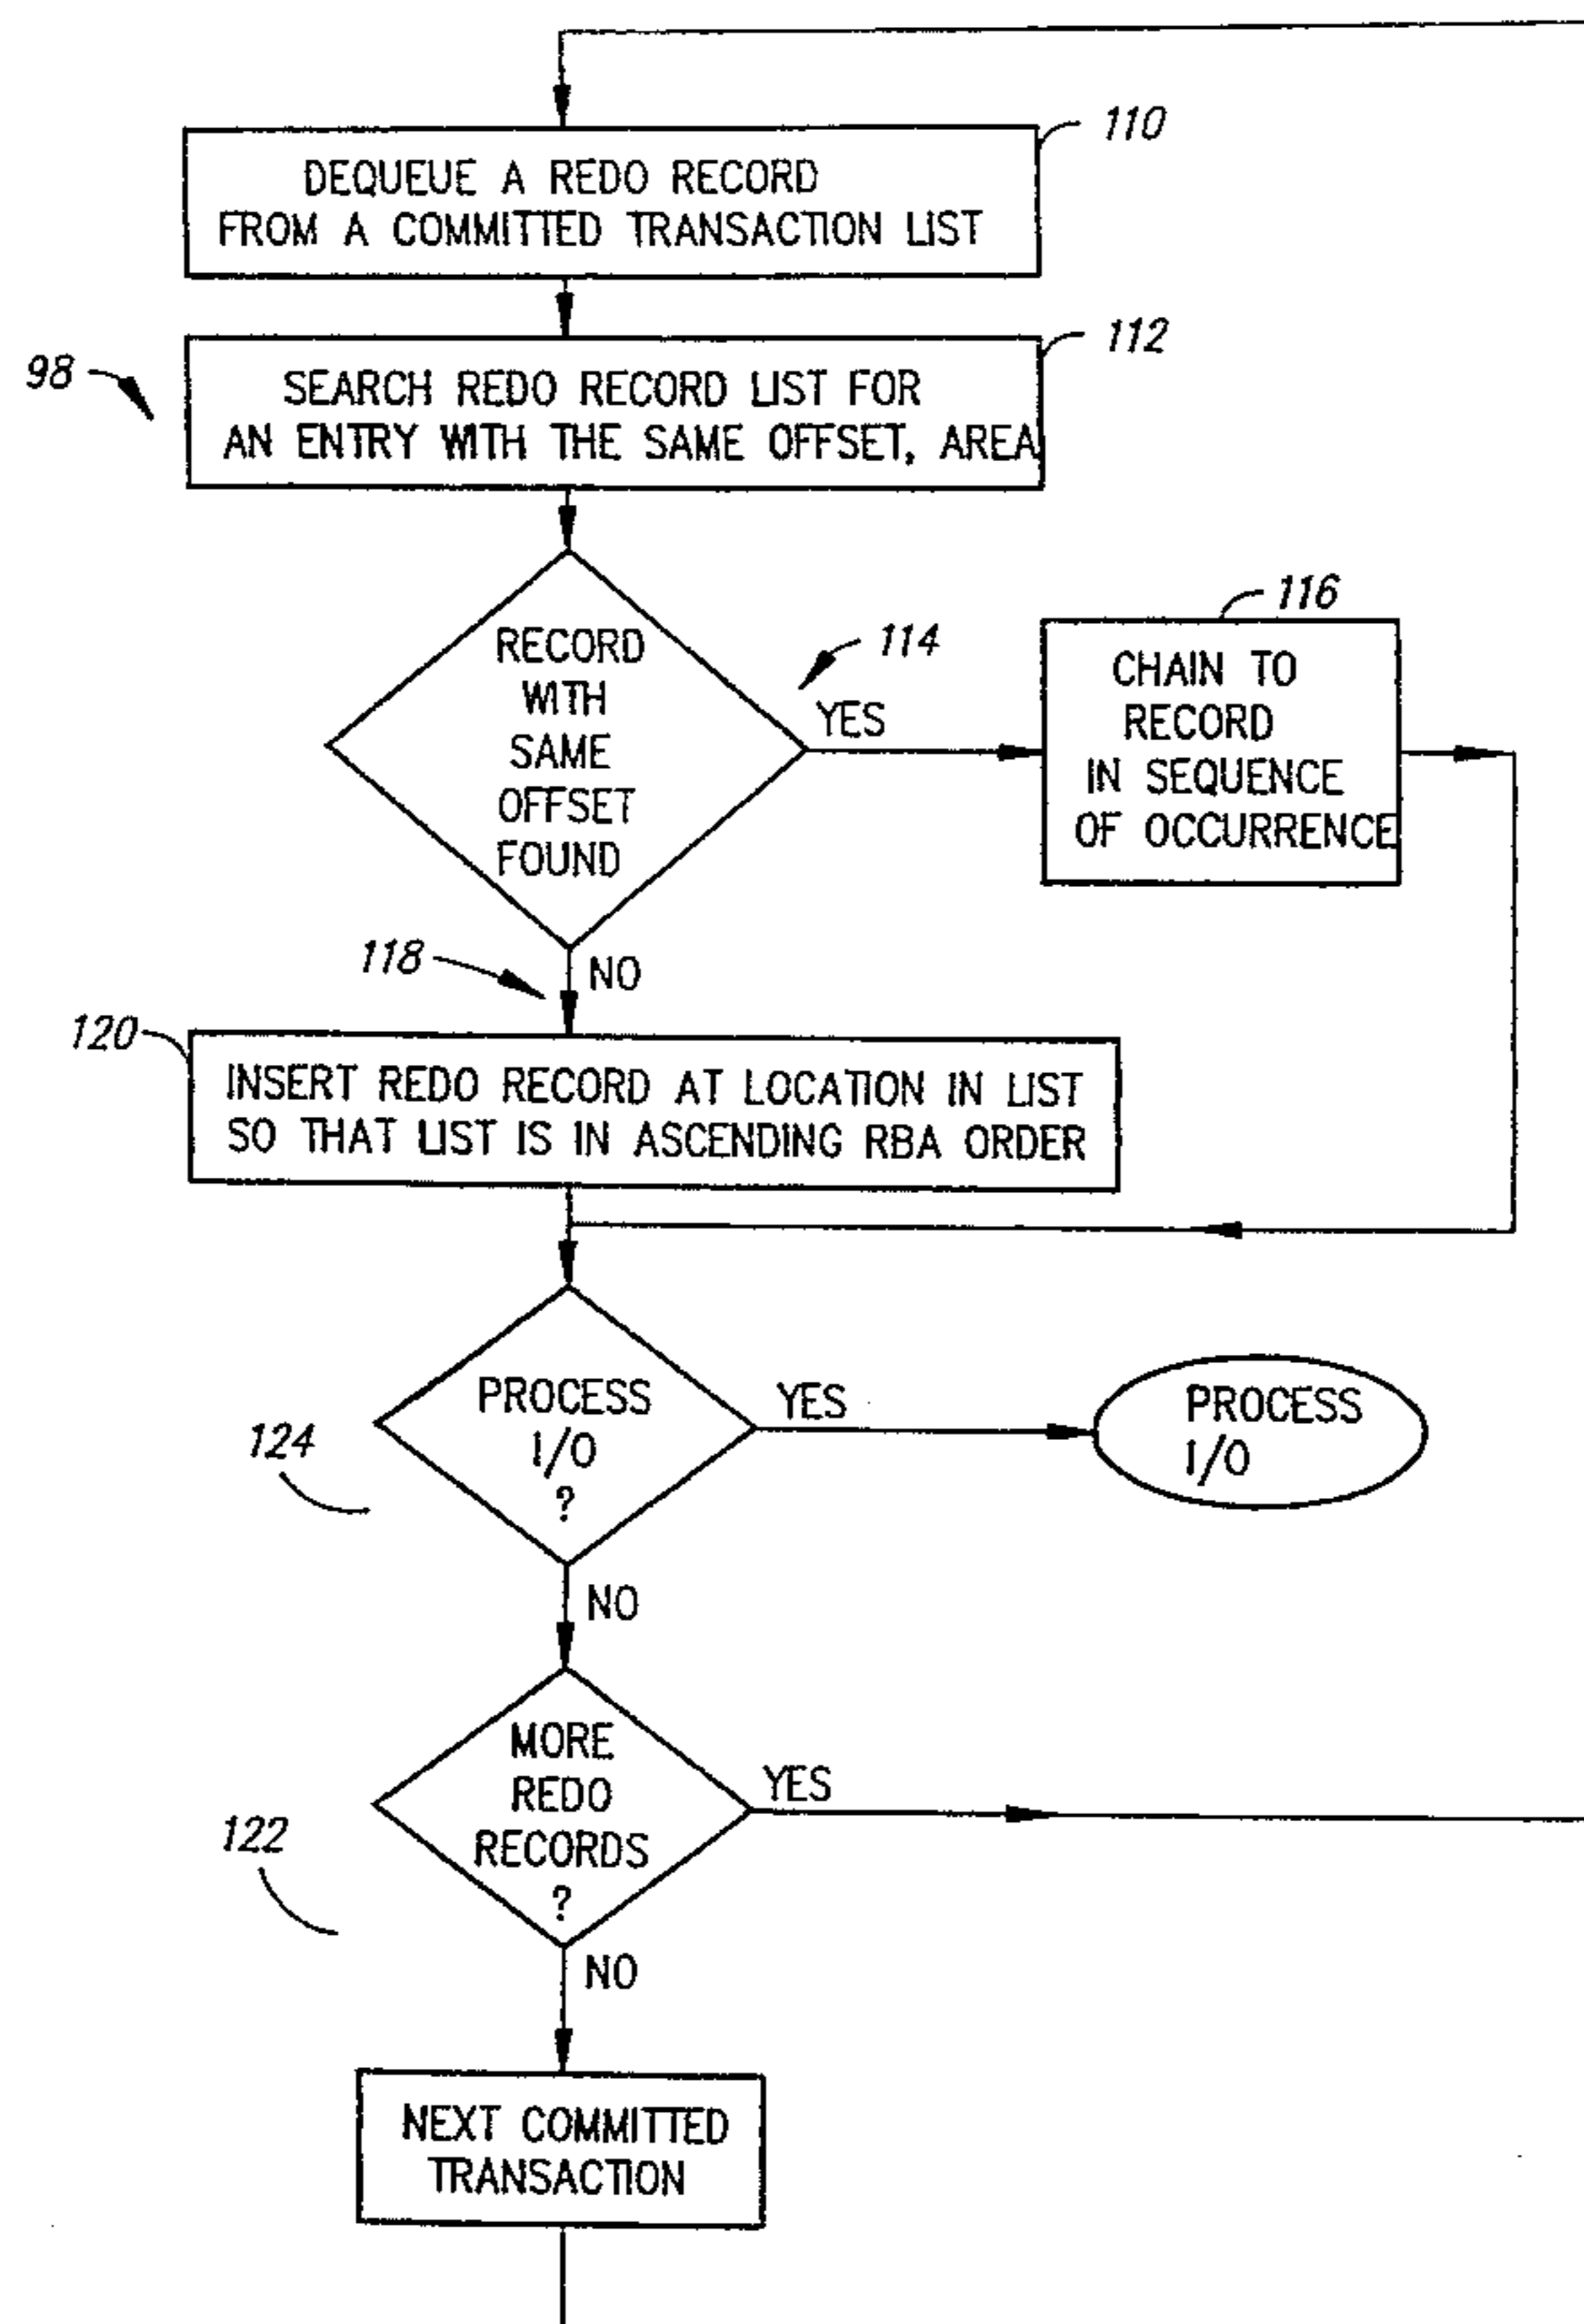 110
DEQUEUE A REDO RECORD
FROM A COMMITTED TRANSACTION LIST
112
98
SEARCH REDO RECORD LIST FOR
AN ENTRY WITH THE SAME OFFSET, AREA
RECORD
WITH
SAME
OFFSET
FOUND
114
YES
116
CHAIN TO
RECORD
IN SEQUENCE
OF OCCURRENCE
118
NO
120
INSERT REDO RECORD AT LOCATION IN LIST
SO THAT LIST IS IN ASCENDING RBA ORDER
PROCESS
I/O
?
124
YES
PROCESS
I/O
NO
MORE
REDO
RECORDS
?
122
YES
NO
NEXT COMMITTED
TRANSACTION